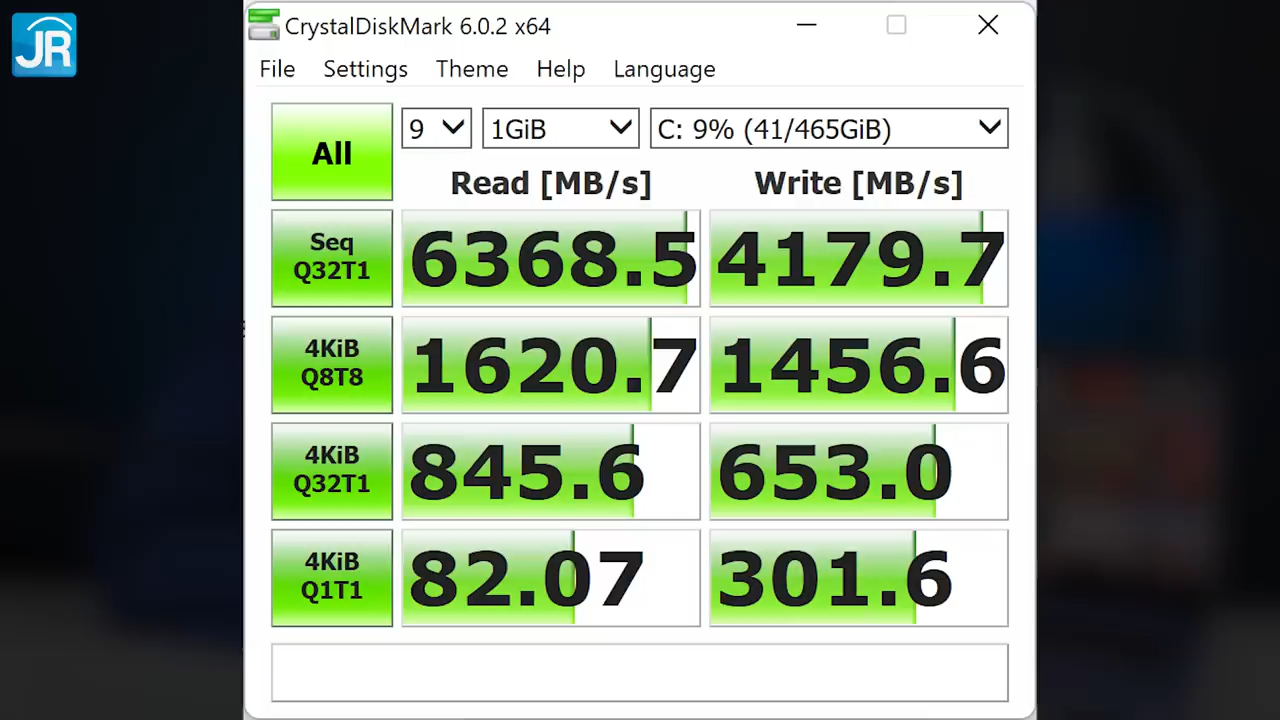 JR
CrystalDiskMark 6.0.2 x64
File Settings Theme Help Language
All
9 1GiB C: 9% (41/465GiB)
Read [MB/s] Write [MB/s]
Seq
Q32T1
6368.5 4179.7
4KiB
Q8T8
1620.7 1456.6
4KiB
Q32T1
845.6 653.0
4KiB
Q1T1
82.07 301.6